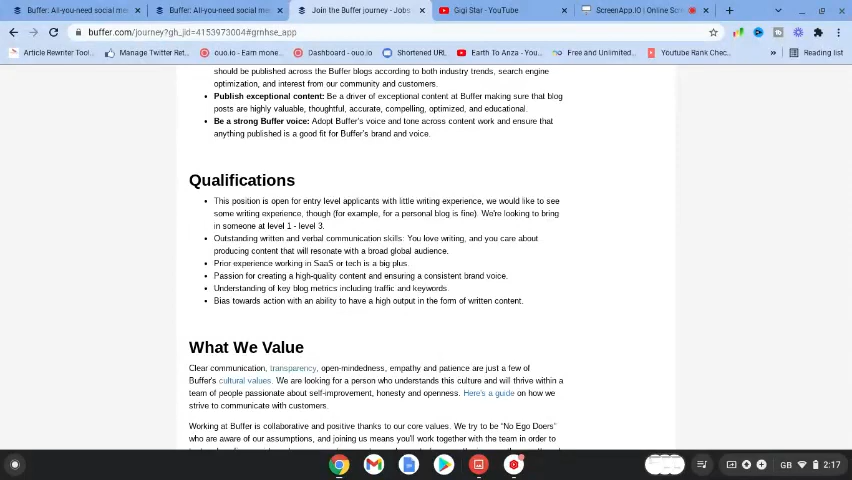 Buffer: All-you-need social me
Buffer: All-you-need social me
Join the Buffer journey - Jobs
Gigi Star - YouTube
ScreenApp.IO | Online Scre
buffer.com/journey?gh_jid=4153973004#grnhse_app
Article Rewriter Tool...
Manage Twitter Ret...
ouo.io - Earn mone...
Dashboard - ouo.io
Shortened URL
Earth To Anza - You...
Free and Unlimited...
Youtube Rank Chec...
»
Reading list
should be published across the Buffer blogs according to both industry trends, search engine
optimization, and interest from our community and customers.
• Publish exceptional content: Be a driver of exceptional content at Buffer making sure that blog
posts are highly valuable, thoughtful, accurate, compelling, optimized, and educational.
• Be a strong Buffer voice: Adopt Buffer's voice and tone across content work and ensure that
anything published is a good fit for Buffer's brand and voice.
Qualifications
• This position is open for entry level applicants with little writing experience, we would like to see
some writing experience, though (for example, for a personal blog is fine). We're looking to bring
in someone at level 1 - level 3.
• Outstanding written and verbal communication skills: You love writing, and you care about
producing content that will resonate with a broad global audience.
• Prior experience working in SaaS or tech is a big plus.
• Passion for creating a high-quality content and ensuring a consistent brand voice.
• Understanding of key blog metrics including traffic and keywords.
• Bias towards action with an ability to have a high output in the form of written content.
What We Value
Clear communication, transparency, open-mindedness, empathy and patience are just a few of
Buffer's cultural values. We are looking for a person who understands this culture and will thrive within a
team of people passionate about self-improvement, honesty and openness. Here's a guide on how we
strive to communicate with customers.
Working at Buffer is collaborative and positive thanks to our core values. We try to be "No Ego Doers"
who are aware of our assumptions, and joining us means you'll work together with the team in order to
GB
2:17